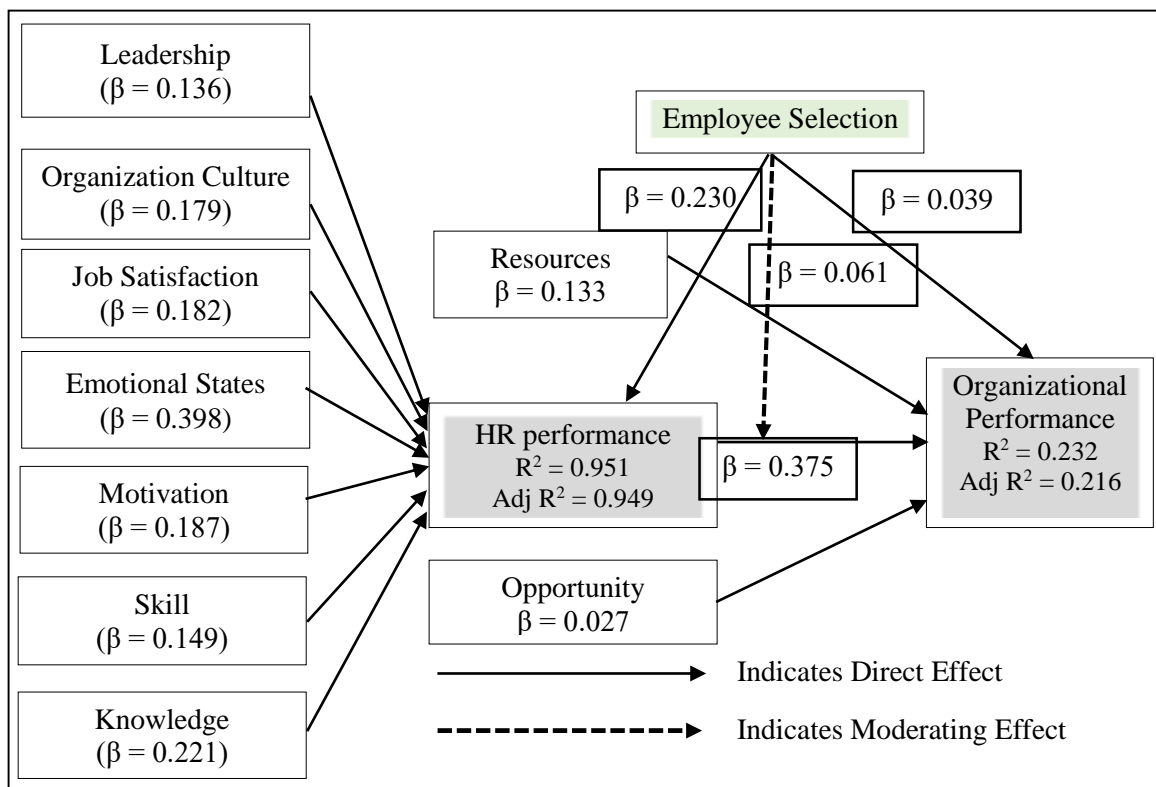 Leadership
(β = 0.136)
Organization Culture
(β = 0.179)
Job Satisfaction
(β = 0.182)
Emotional States
(β = 0.398)
Motivation
(β = 0.187)
Skill
(β = 0.149)
Knowledge
(β = 0.221)
Employee Selection
β = 0.230
β = 0.039
β = 0.061
Resources
β = 0.133
HR performance
R² = 0.951
Adj R² = 0.949
β = 0.375
Organizational
Performance
R² = 0.232
Adj R² = 0.216
Opportunity
β = 0.027
Indicates Direct Effect
Indicates Moderating Effect